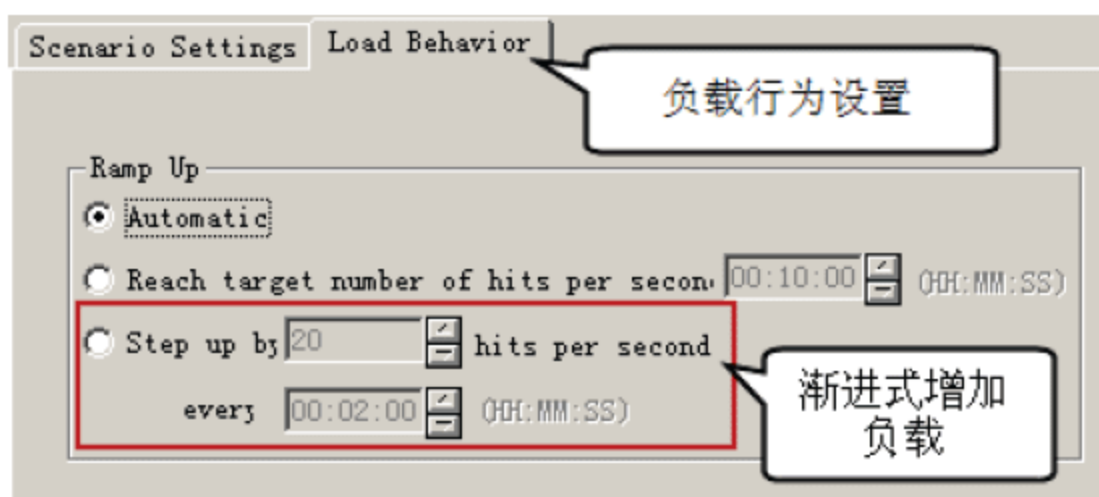 Scenario Settings Load Behavior
负载行为设置
Ramp Up
Automatic
Reach target number of hits per secon 00:10:00 (HH:MM:SS)
Step up by 20 hits per second
every 00:02:00 (HH:MM:SS)
渐进式增加
负载